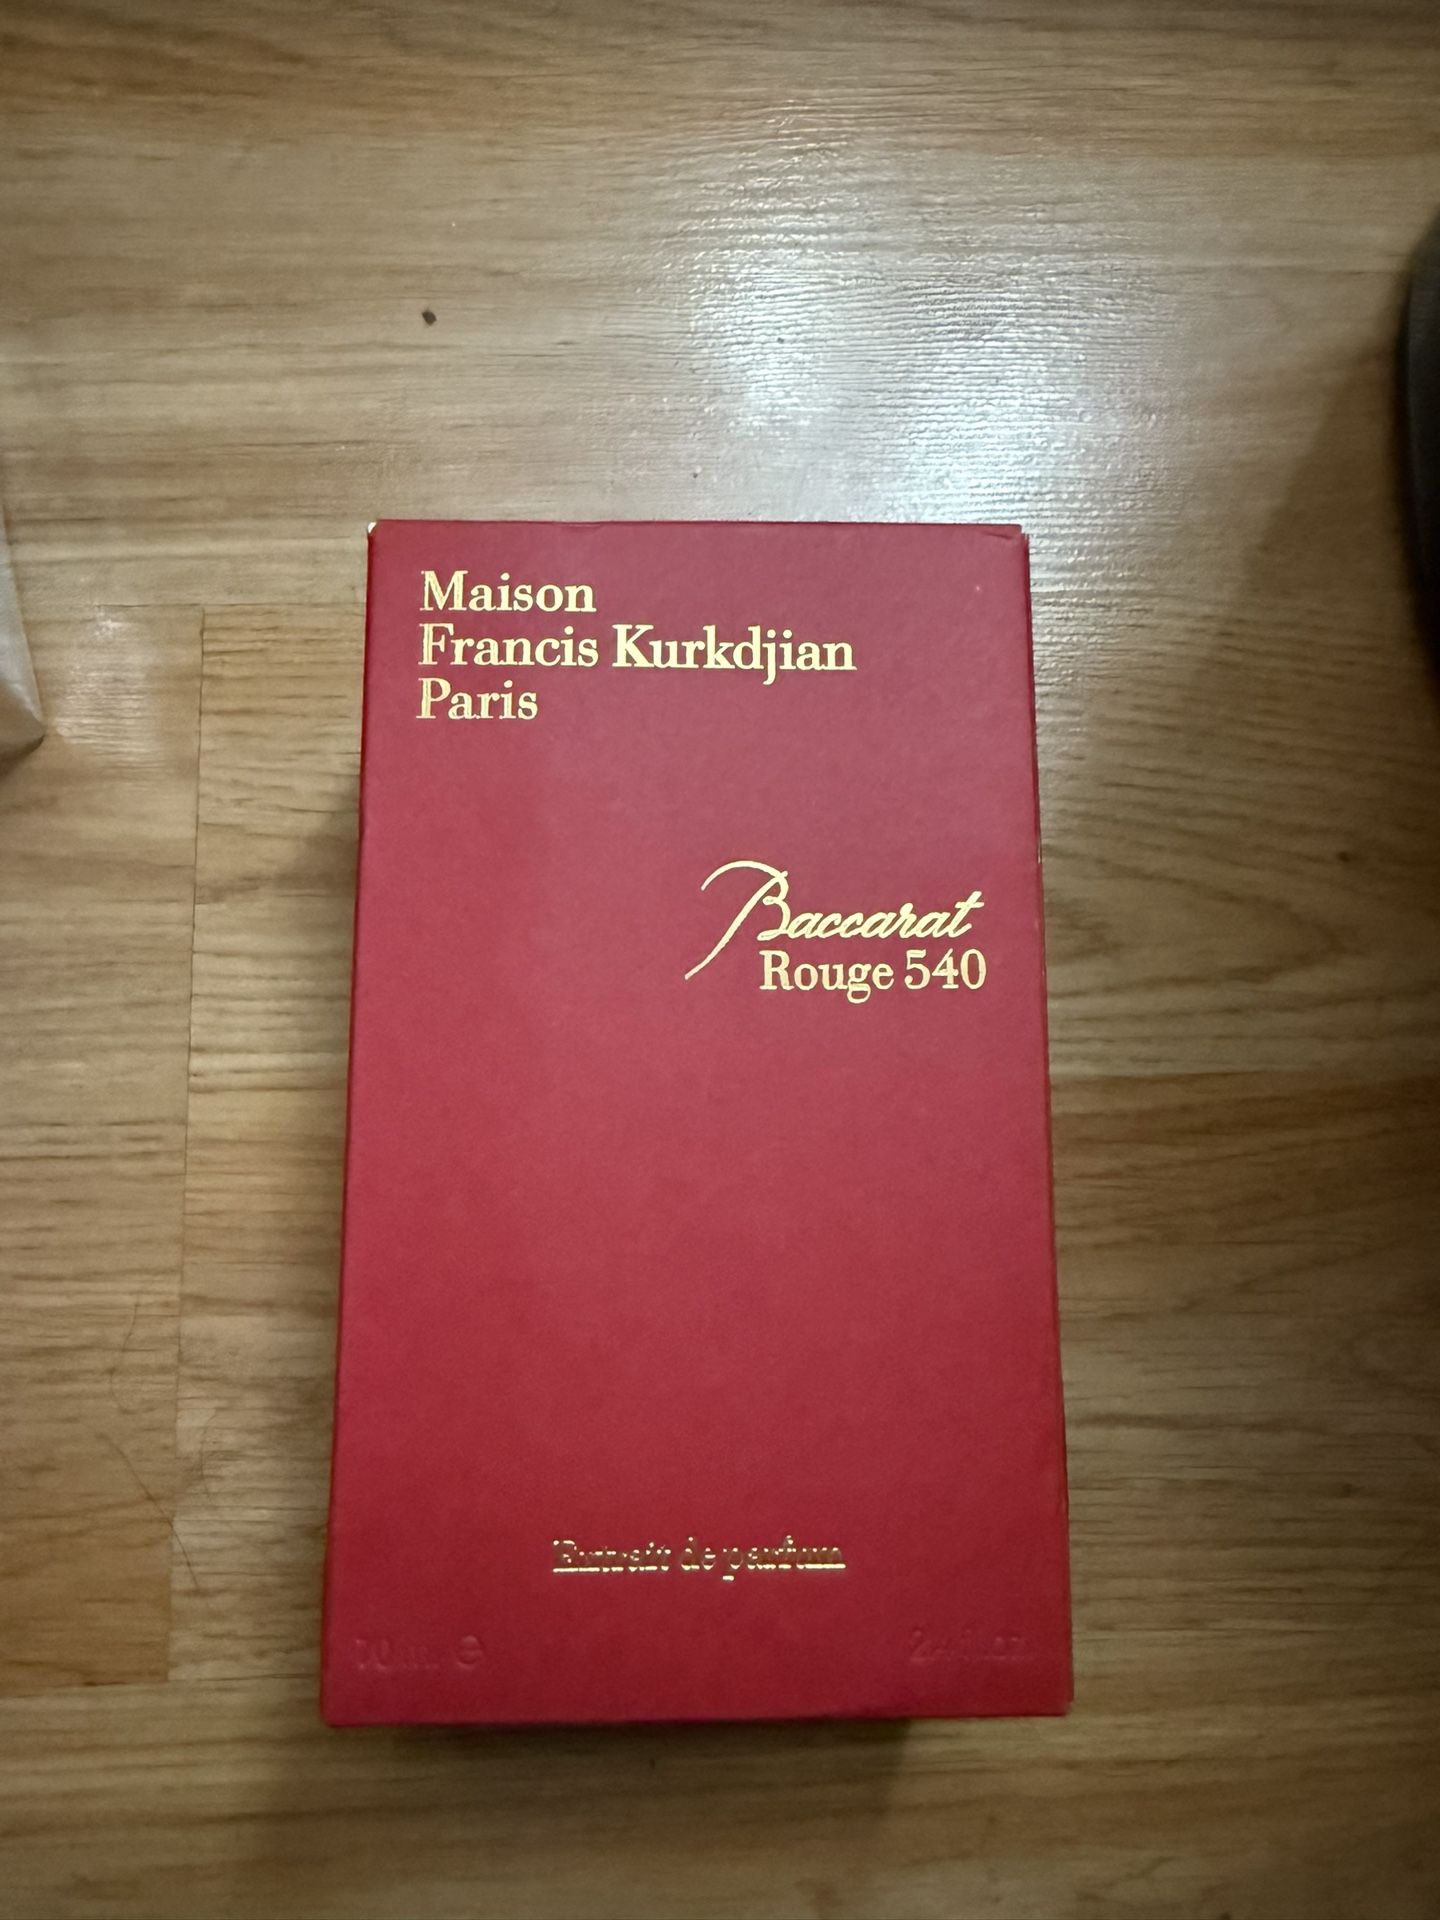 Maison
Francis Kurkdjian
Paris
Baccarat
Rouge 540
Extrait de parfum